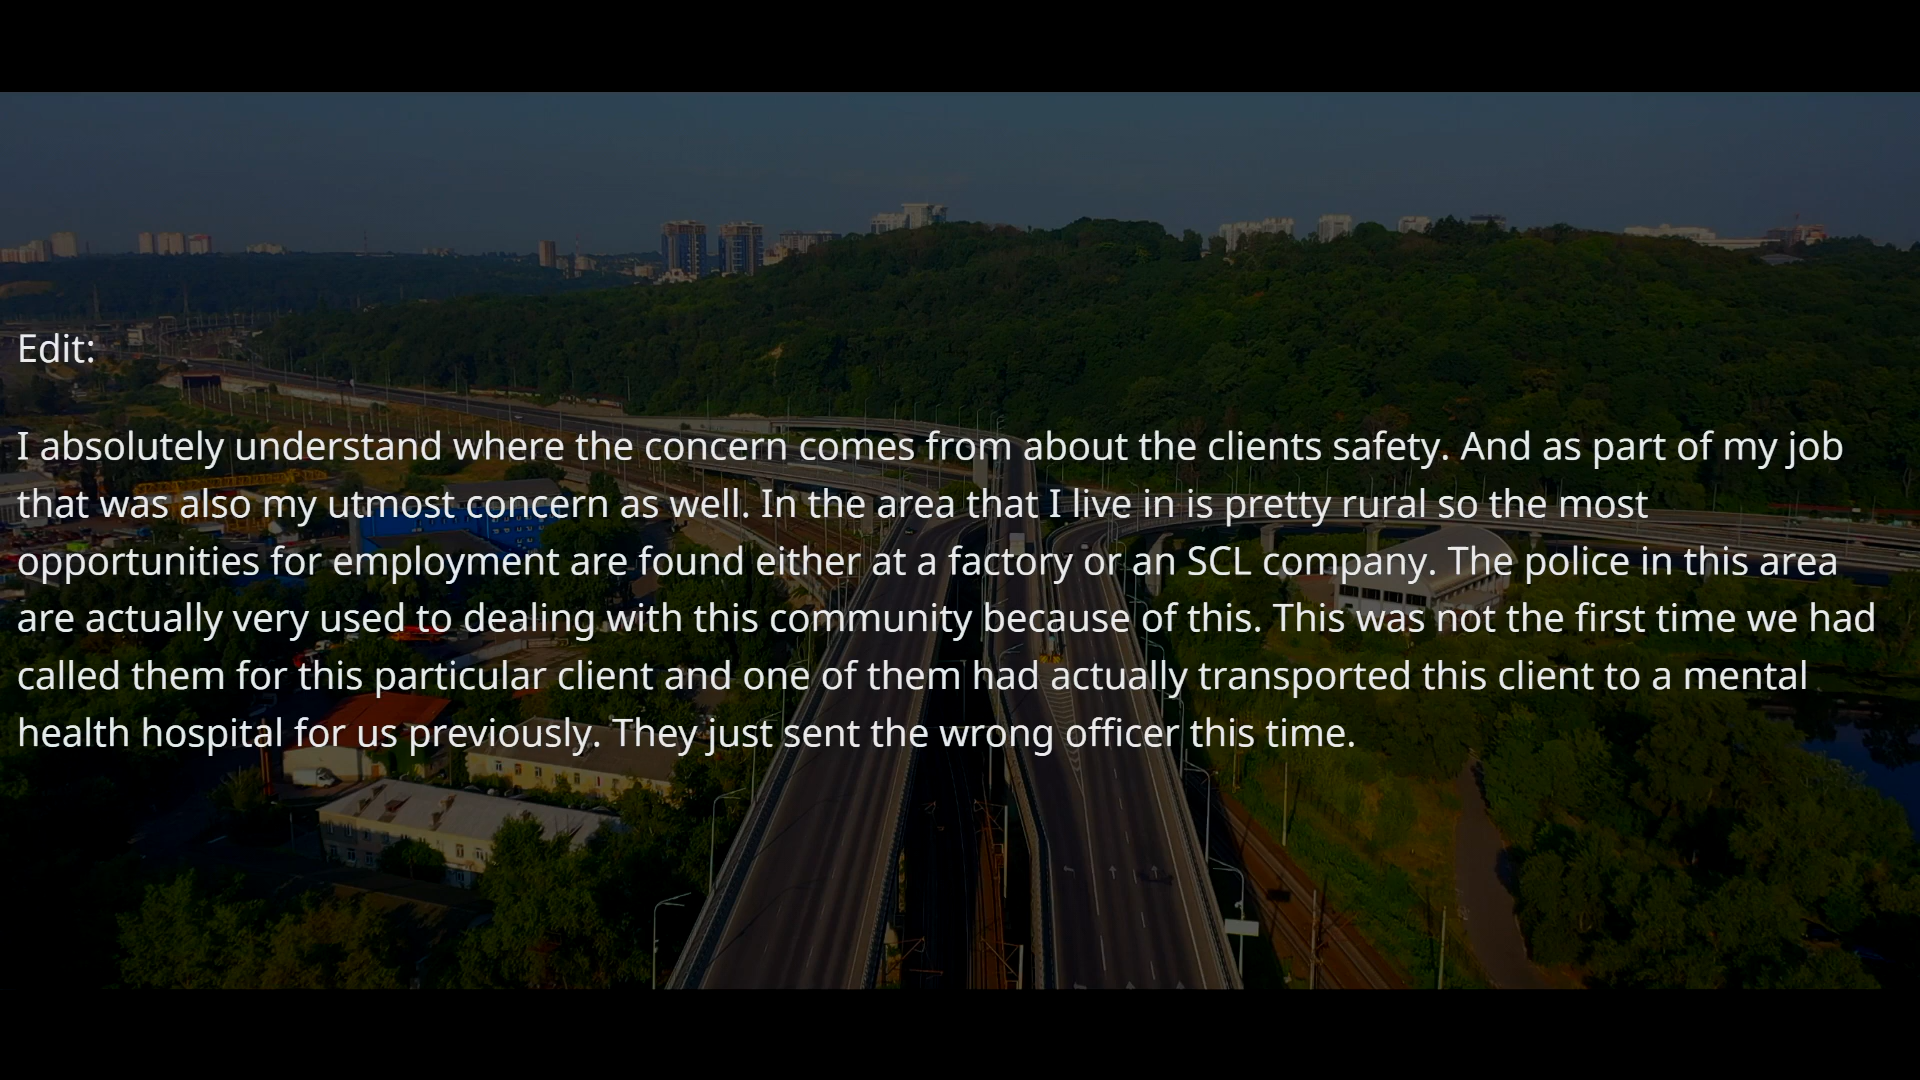 Edit:
I absolutely understand where the concern comes from about the clients safety. And as part of my job
that was also my utmost concern as well. In the area that I live in is pretty rural so the most
opportunities for employment are found either at a factory or an SCL company. The police in this area
are actually very used to dealing with this community because of this. This was not the first time we had
called them for this particular client and one of them had actually transported this client to a mental
health hospital for us previously. They just sent the wrong officer this time.